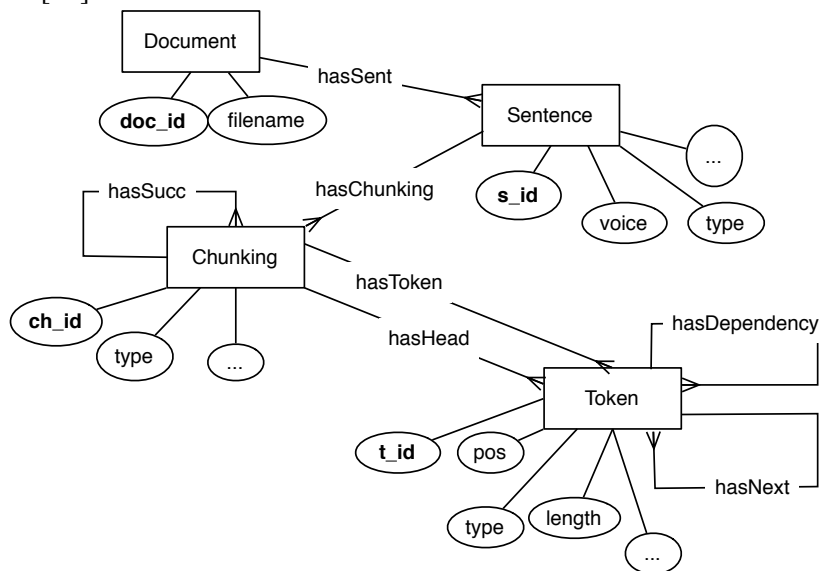 Document
hasSent
doc_id
filename
Sentence
...
hasChunking
s_id
hasSucc
voice
type
Chunking
hasToken
ch_id
hasHead
hasDependency
type
...
Token
t_id
pos
hasNext
type
length
...